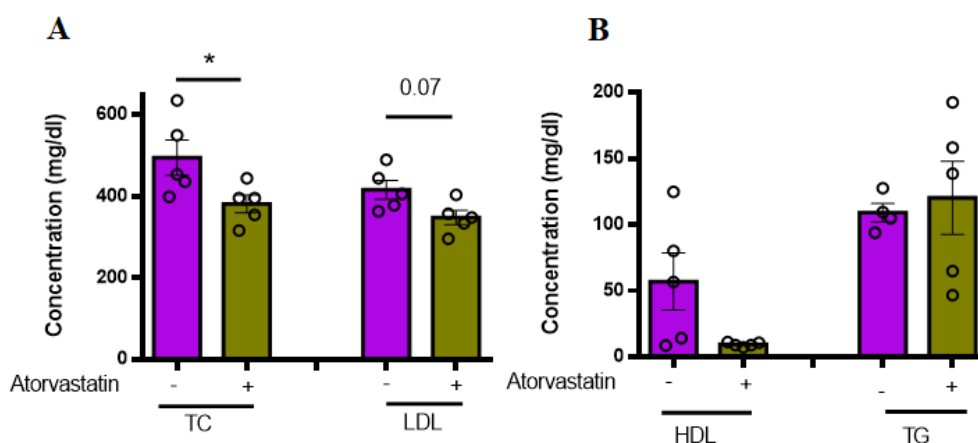 A
*
0.07
Concentration (mg/dl)
600
400
200
0
Atorvastatin - + - +
TC LDL
B
Concentration (mg/dl)
200
150
100
50
0
Atorvastatin - + - +
HDL TG